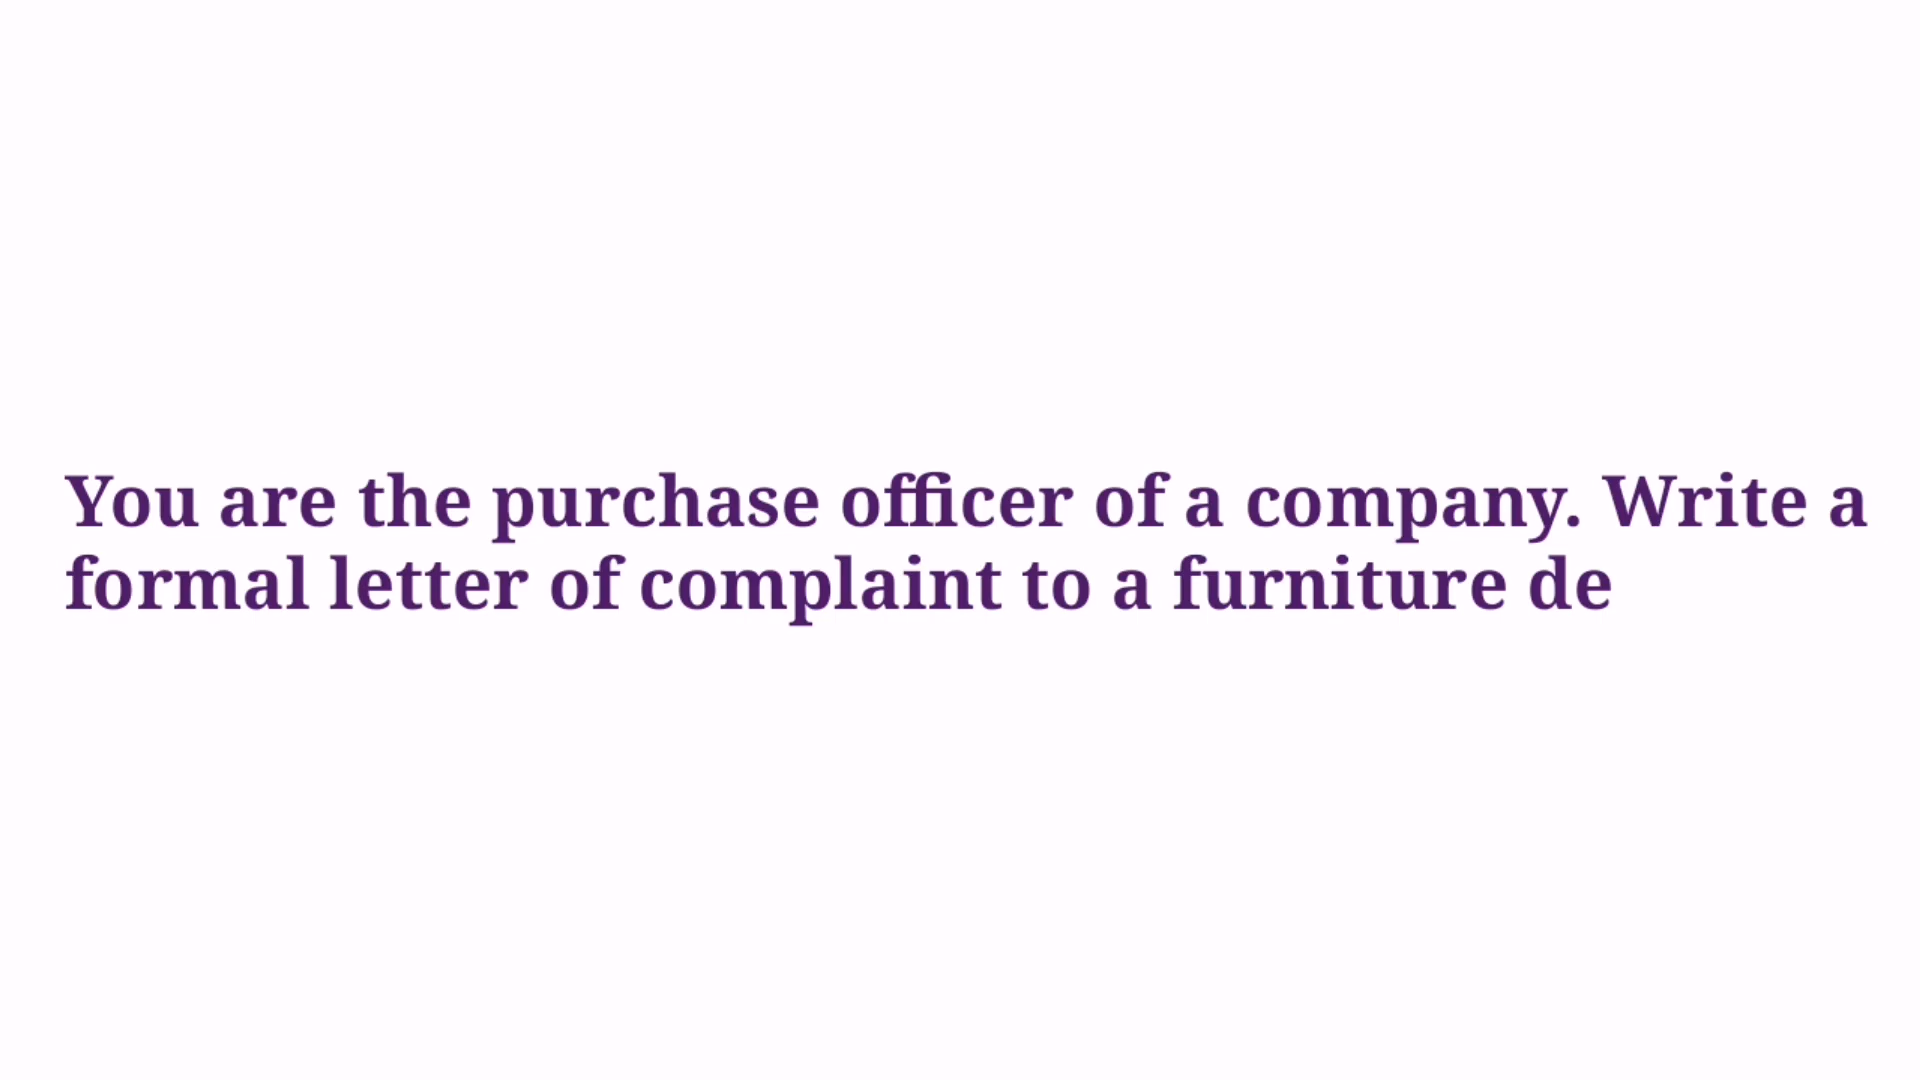 You are the purchase officer of a company. Write a
formal letter of complaint to a furniture de